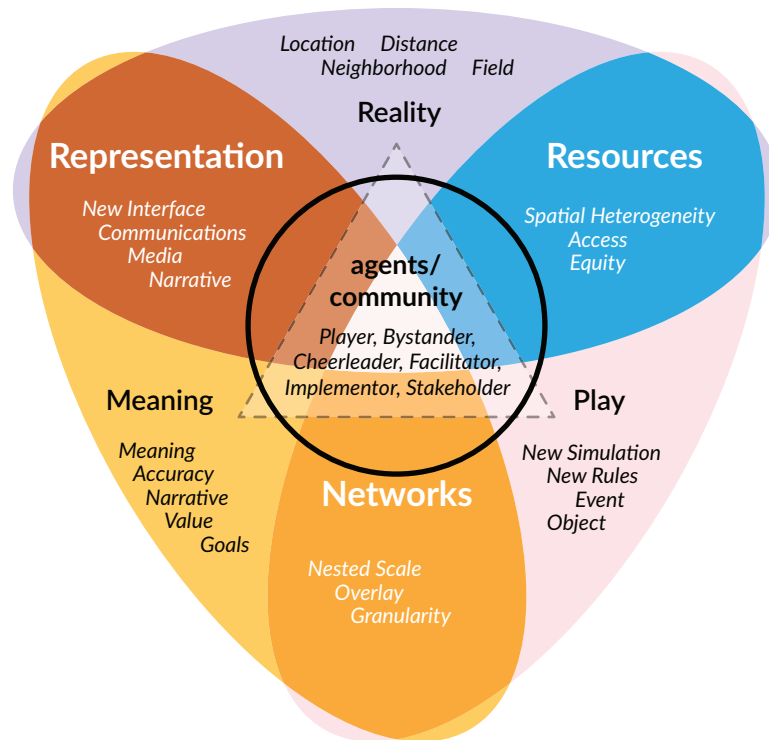 Location Distance
Neighborhood Field
Reality
Representation
New Interface
Communications
Media
Narrative
Resources
Spatial Heterogeneity
Access
Equity
agents/
community
Player, Bystander,
Cheerleader, Facilitator,
Implementor, Stakeholder
Meaning
Meaning
Accuracy
Narrative
Value
Goals
Play
New Simulation
New Rules
Event
Object
Networks
Nested Scale
Overlay
Granularity